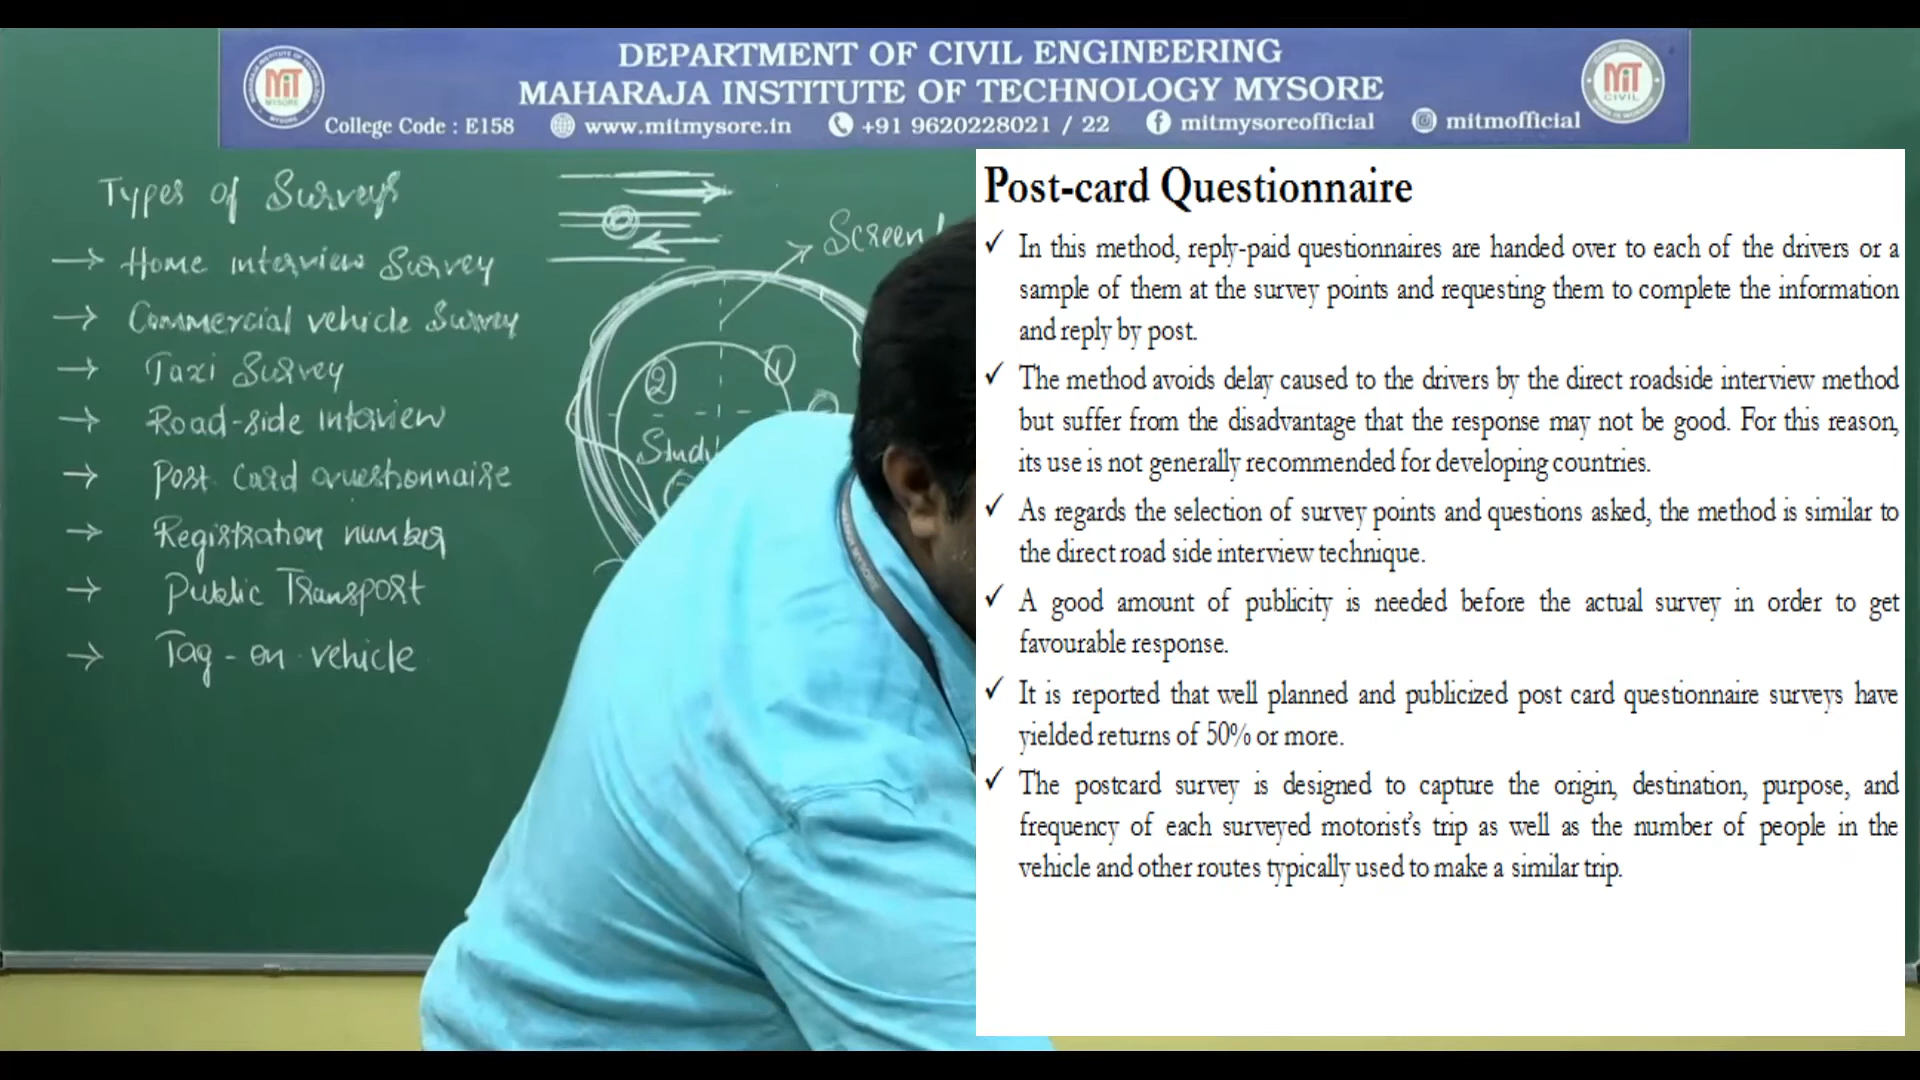 DEPARTMENT OF CIVIL ENGINEERING
MAHARAJA INSTITUTE OF TECHNOLOGY MYSORE
College Code : E158 www.mitmysore.in +91 9620228021 / 22 mitmysoreofficial mitmofficial
MiT
MYSORE
MiT
CIVIL
Types of Surveys
→ Home interview Survey
→ Commercial vehicle Survey
→ Taxi Survey
→ Road-side interview
→ Post Card questionnaire
→ Registration number
→ Public Transport
→ Tag-on-vehicle
Screen
②
①
Study
Post-card Questionnaire
✓ In this method, reply-paid questionnaires are handed over to each of the drivers or a
sample of them at the survey points and requesting them to complete the information
and reply by post.
✓ The method avoids delay caused to the drivers by the direct roadside interview method
but suffer from the disadvantage that the response may not be good. For this reason,
its use is not generally recommended for developing countries.
✓ As regards the selection of survey points and questions asked, the method is similar to
the direct road side interview technique.
✓ A good amount of publicity is needed before the actual survey in order to get
favourable response.
✓ It is reported that well planned and publicized post card questionnaire surveys have
yielded returns of 50% or more.
✓ The postcard survey is designed to capture the origin, destination, purpose, and
frequency of each surveyed motorist's trip as well as the number of people in the
vehicle and other routes typically used to make a similar trip.